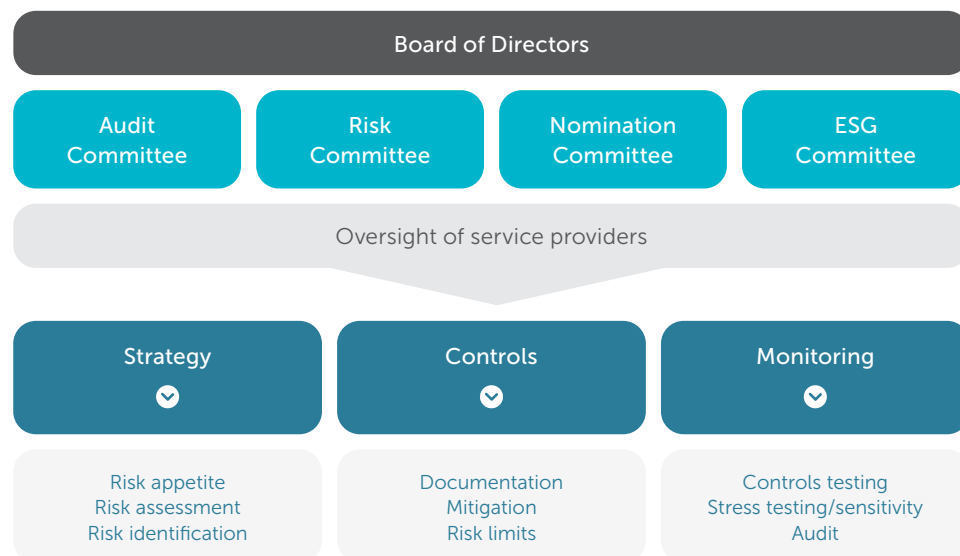 Board of Directors
Audit
Committee
Risk
Committee
Nomination
Committee
ESG
Committee
Oversight of service providers
Strategy
Controls
Monitoring
Risk appetite
Risk assessment
Risk identification
Documentation
Mitigation
Risk limits
Controls testing
Stress testing/sensitivity
Audit